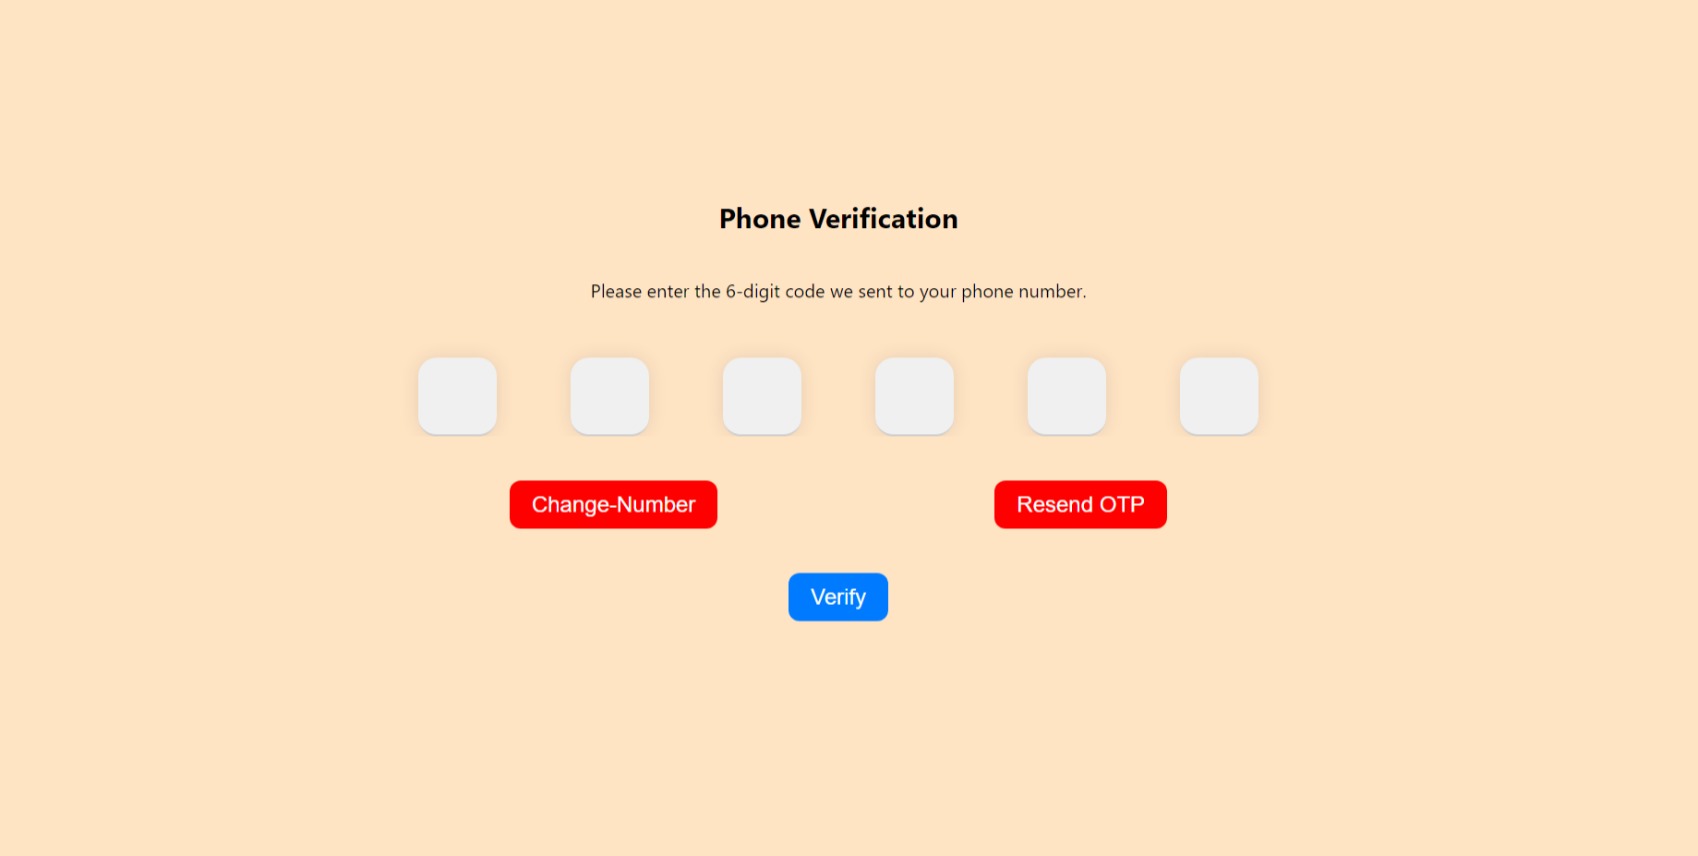 Phone Verification
Please enter the 6-digit code we sent to your phone number.
Change-Number
Resend OTP
Verify